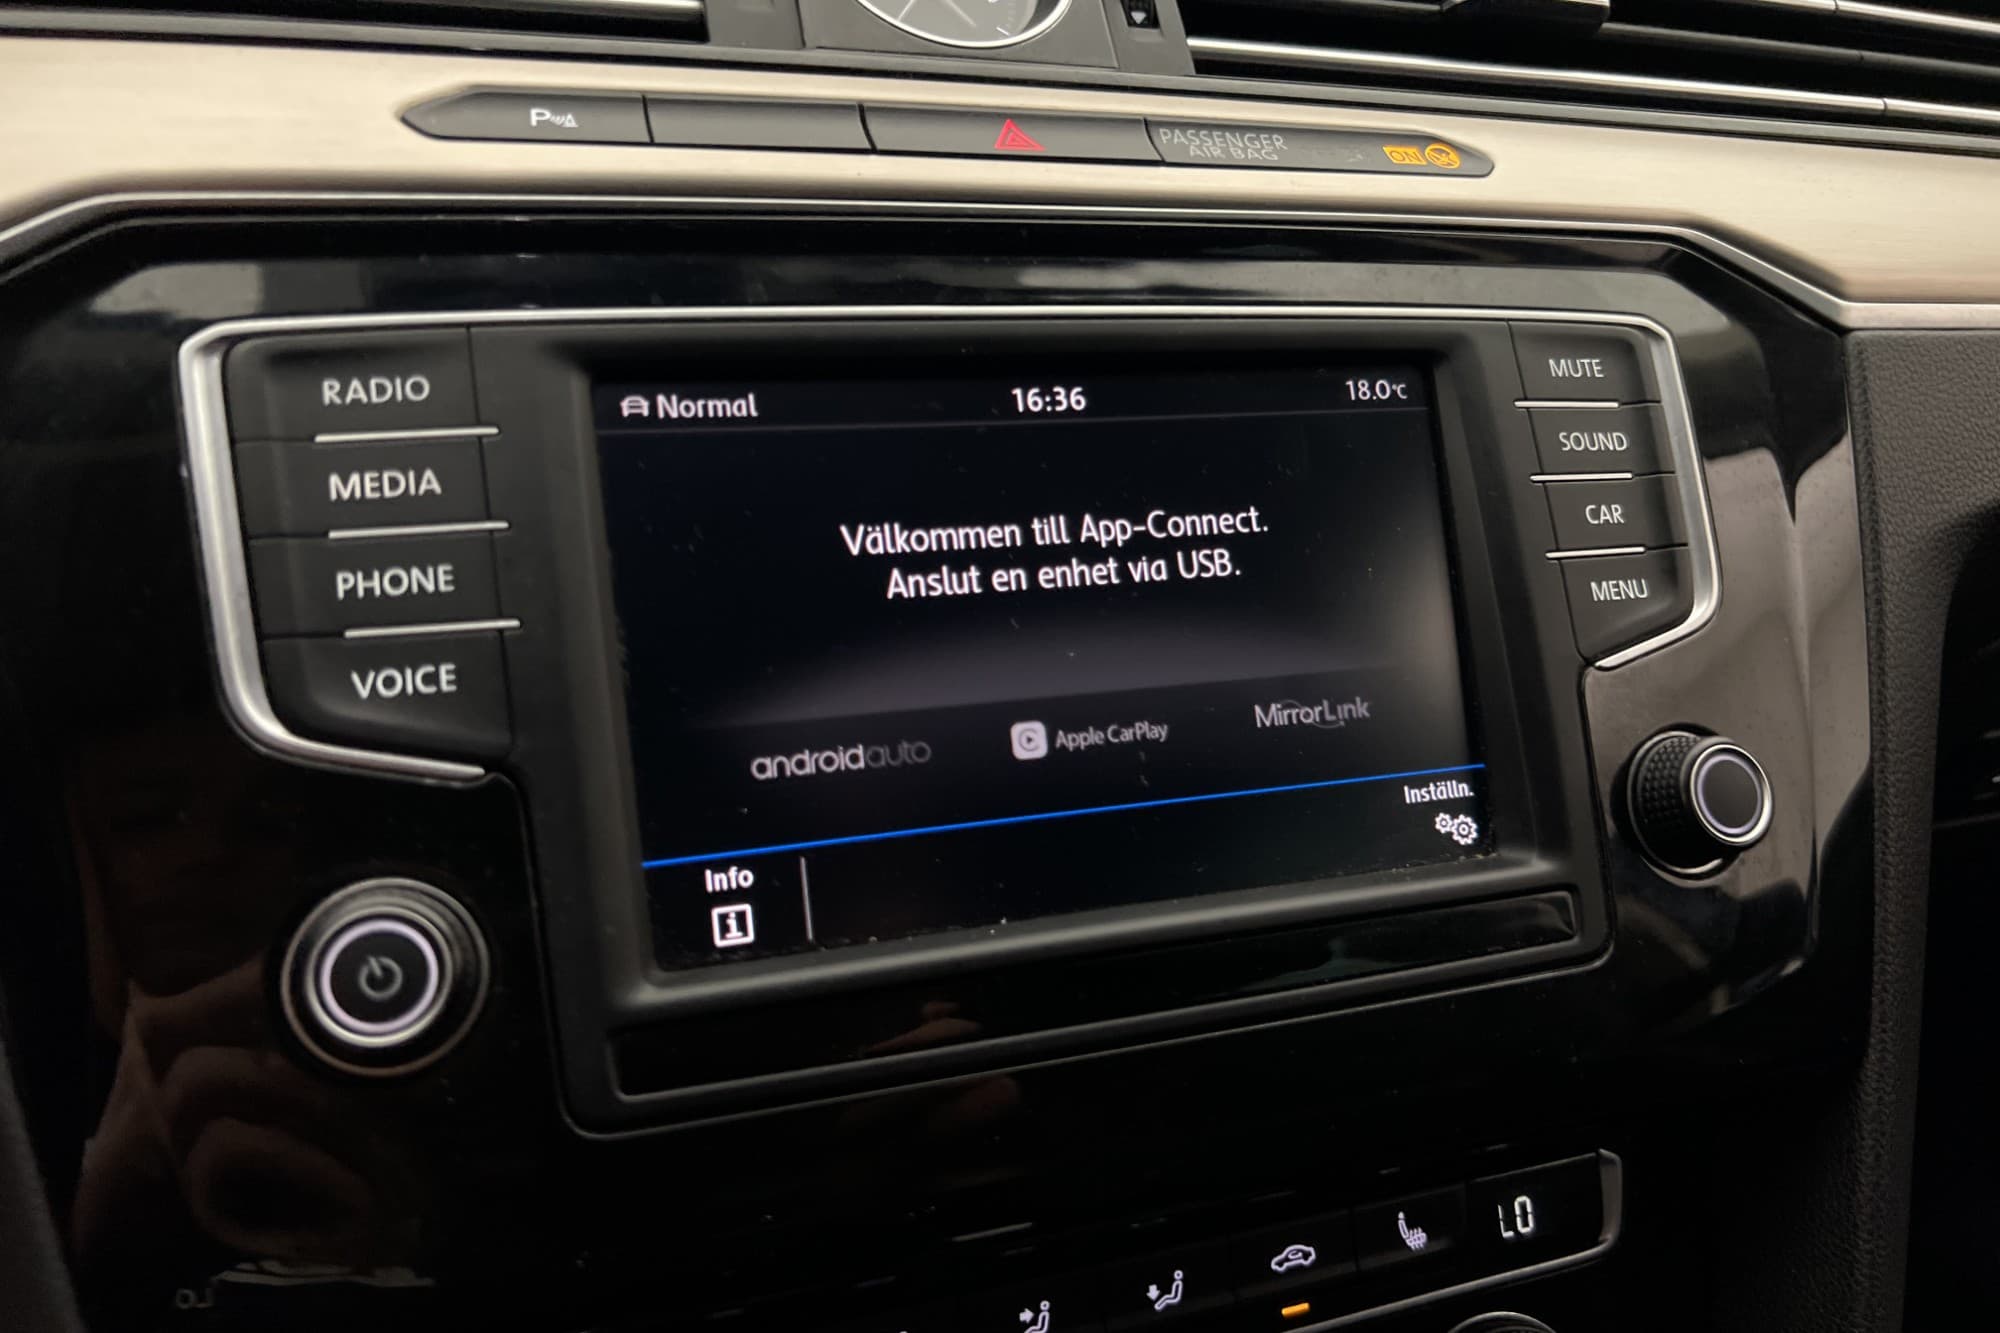 P
PASSENGER
AIR BAG
ON
RADIO
MEDIA
PHONE
VOICE
Normal
16:36
18.0°C
Välkommen till App-Connect.
Anslut en enhet via USB.
androidauto
Apple CarPlay
MirrorLink
Inställn.
Info
i
MUTE
SOUND
CAR
MENU
LO